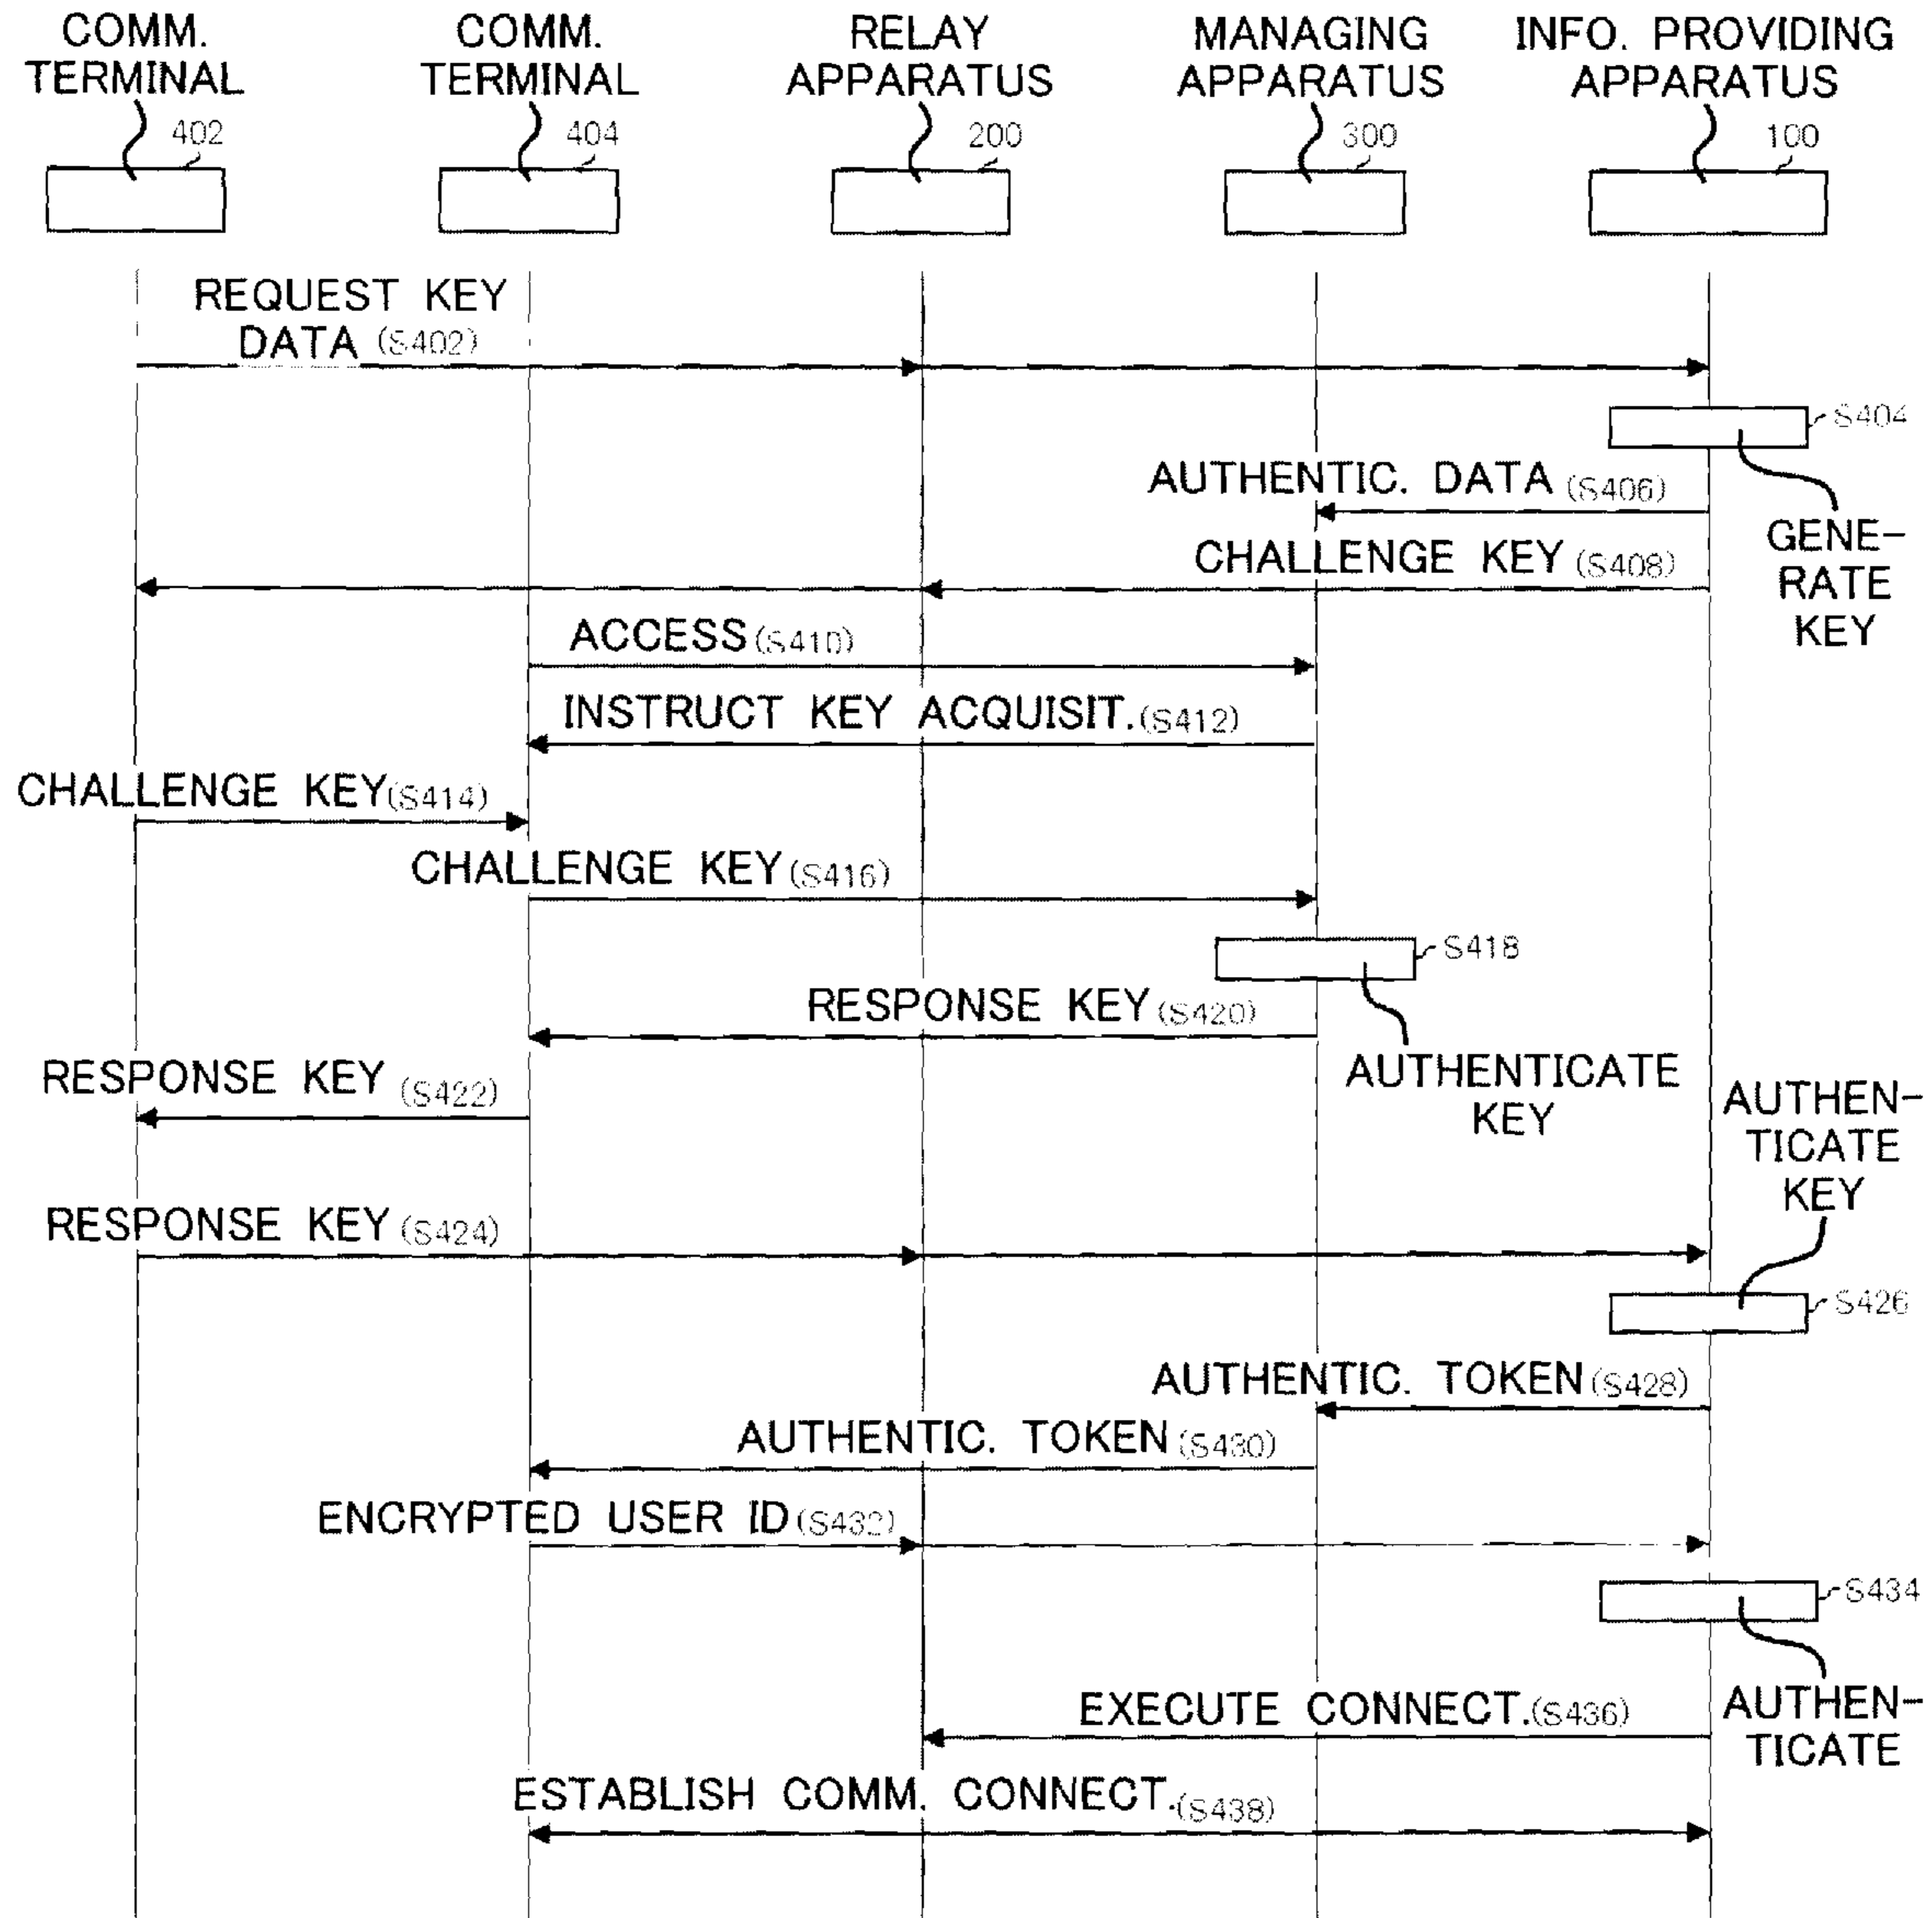 COMM. TERMINAL 402
COMM. TERMINAL 404
RELAY APPARATUS 200
MANAGING APPARATUS 300
INFO. PROVIDING APPARATUS 100
REQUEST KEY
DATA (S402)
S404
GENE-
RATE
KEY
AUTHENTIC. DATA (S406)
CHALLENGE KEY (S408)
ACCESS (S410)
INSTRUCT KEY ACQUISIT. (S412)
CHALLENGE KEY (S414)
CHALLENGE KEY (S416)
S418
AUTHENTICATE
KEY
RESPONSE KEY (S420)
RESPONSE KEY (S422)
RESPONSE KEY (S424)
AUTHEN-
TICATE
KEY
S426
AUTHENTIC. TOKEN (S428)
AUTHENTIC. TOKEN (S430)
ENCRYPTED USER ID (S432)
S434
AUTHEN-
TICATE
EXECUTE CONNECT. (S436)
ESTABLISH COMM. CONNECT. (S438)